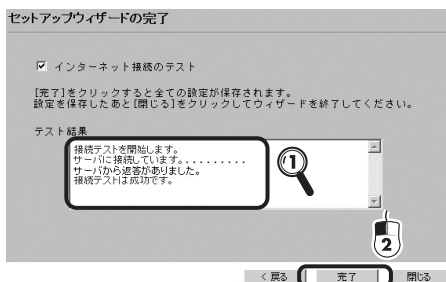 セットアップウィザードの完了
インターネット接続のテスト
[完了]をクリックすると全ての設定が保存されます。
設定を保存したあと[閉じる]をクリックしてウィザードを終了してください。
テスト結果
接続テストを開始します。
サーバに接続しています。.........
サーバから返答がありました。
接続テストは成功です。
1
2
< 戻る 完了 閉じる